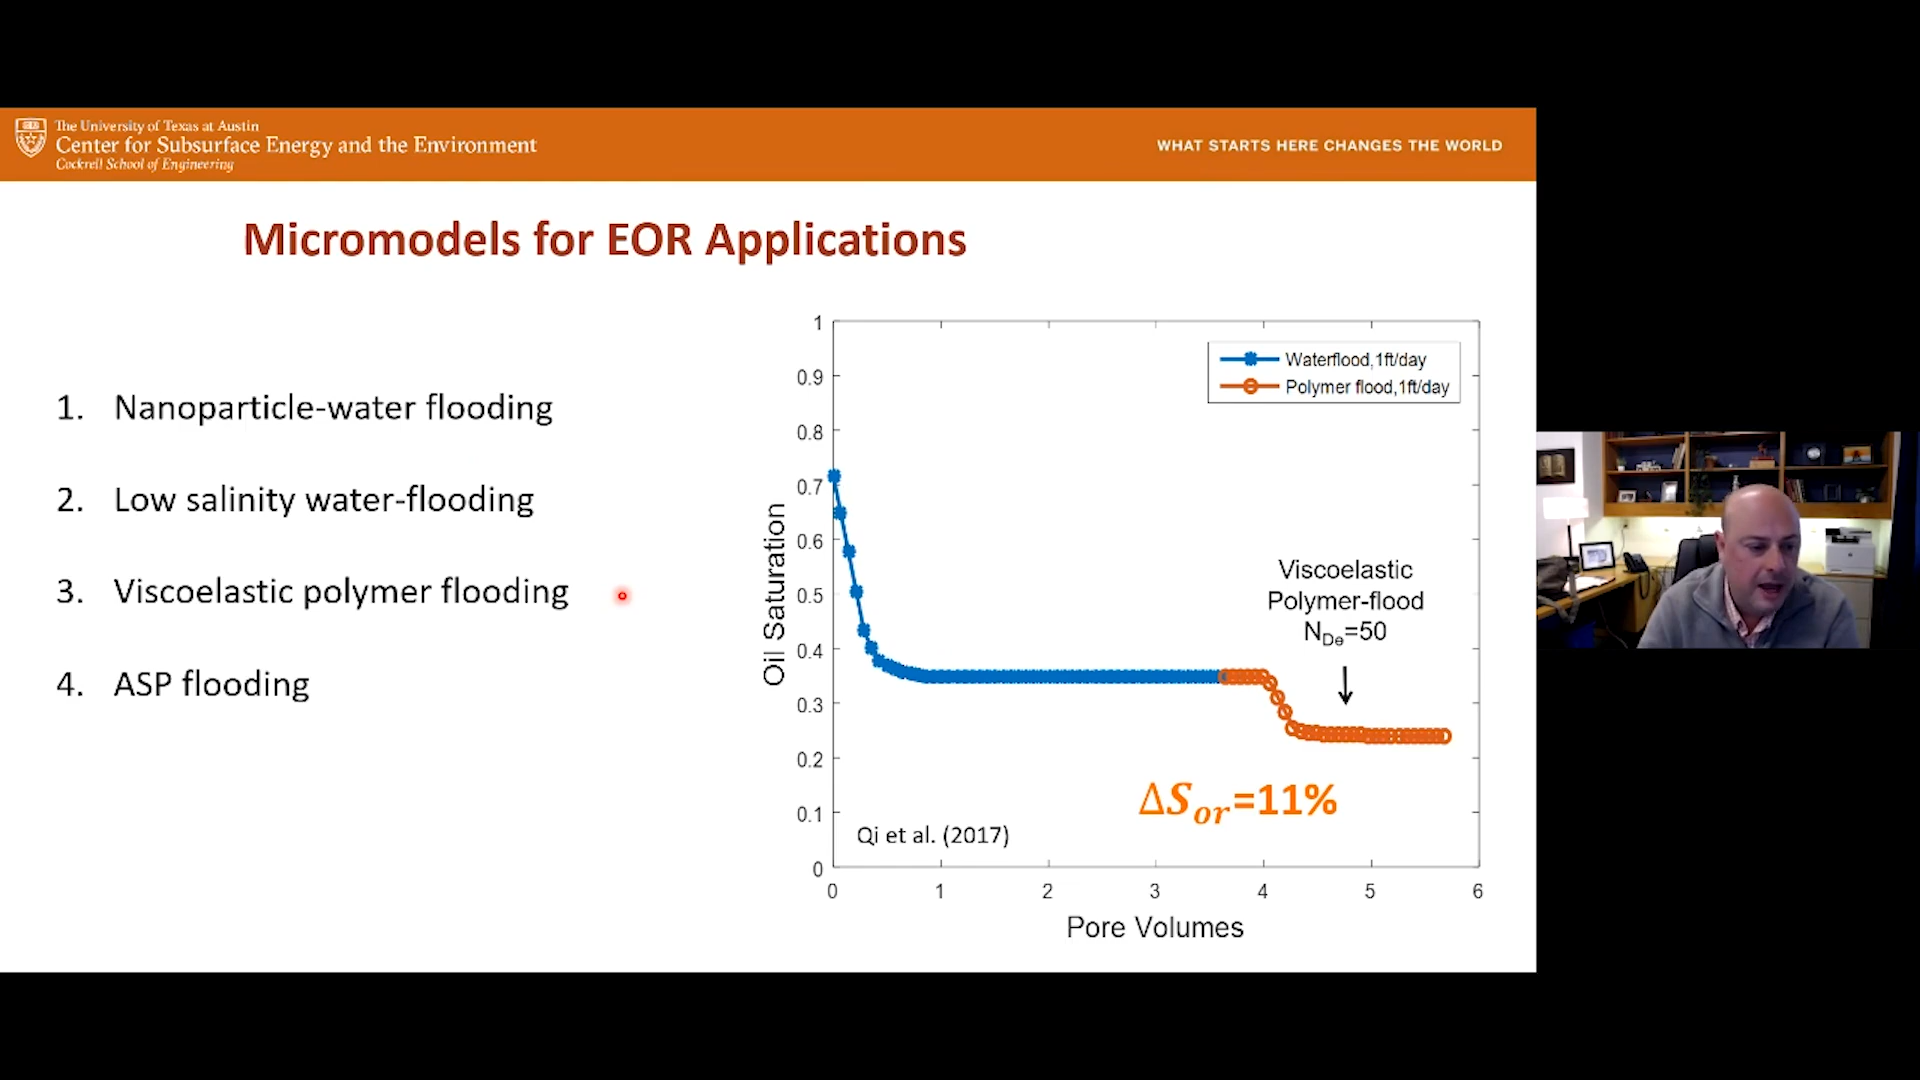 The University of Texas at Austin
Center for Subsurface Energy and the Environment
Cockrell School of Engineering
WHAT STARTS HERE CHANGES THE WORLD
Micromodels for EOR Applications
1. Nanoparticle-water flooding
2. Low salinity water-flooding
3. Viscoelastic polymer flooding
4. ASP flooding
Waterflood,1ft/day
Polymer flood,1ft/day
1
0.9
0.8
0.7
0.6
0.5
0.4
0.3
0.2
0.1
0
Oil Saturation
Viscoelastic
Polymer-flood
N_De=50
ΔS_or=11%
Qi et al. (2017)
0 1 2 3 4 5 6
Pore Volumes